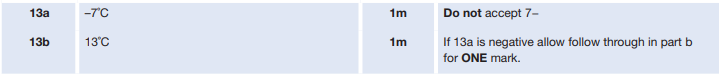 13a –7˚C 1m Do not accept 7–
13b 13˚C 1m If 13a is negative allow follow through in part b
for ONE mark.